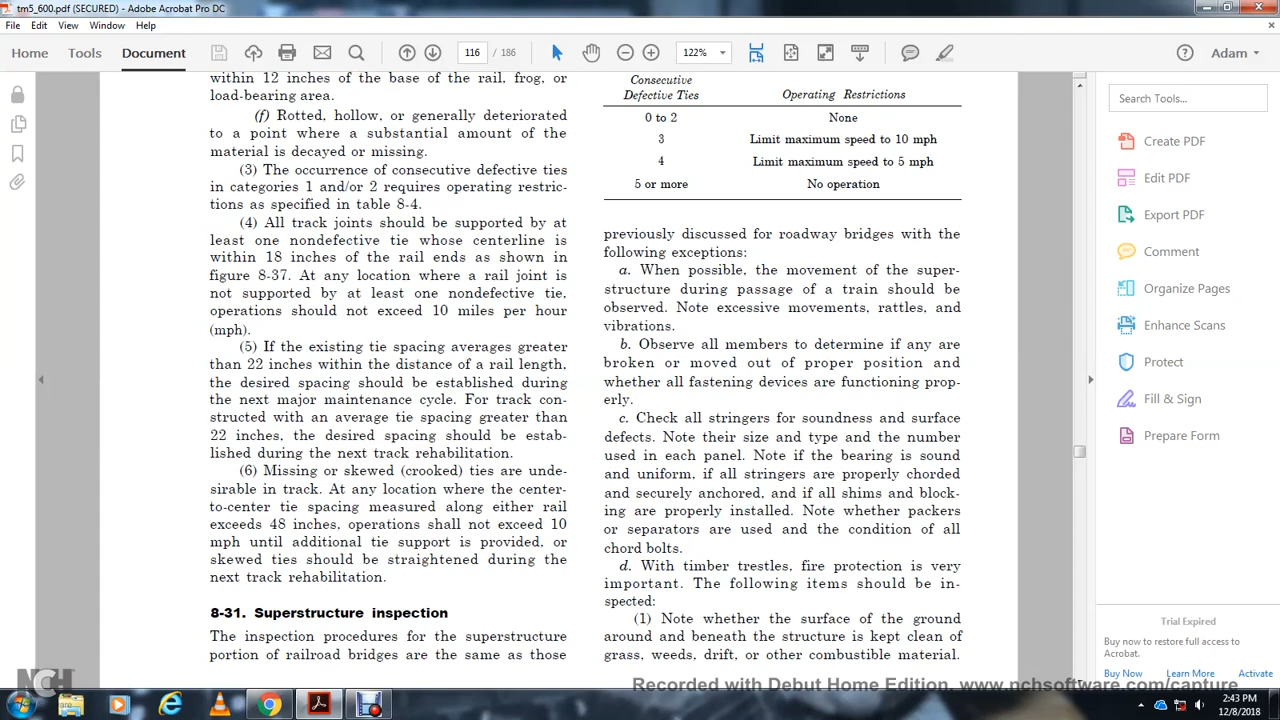 tm5_600.pdf (SECURED) - Adobe Acrobat Pro DC
File Edit View Window Help
Home Tools Document 116 / 186 122% Adam
within 12 inches of the base of the rail, frog, or
load-bearing area.
(f) Rotted, hollow, or generally deteriorated
to a point where a substantial amount of the
material is decayed or missing.
(3) The occurrence of consecutive defective ties
in categories 1 and/or 2 requires operating restric-
tions as specified in table 8-4.
(4) All track joints should be supported by at
least one nondefective tie whose centerline is
within 18 inches of the rail ends as shown in
figure 8-37. At any location where a rail joint is
not supported by at least one nondefective tie,
operations should not exceed 10 miles per hour
(mph).
(5) If the existing tie spacing averages greater
than 22 inches within the distance of a rail length,
the desired spacing should be established during
the next major maintenance cycle. For track con-
structed with an average tie spacing greater than
22 inches, the desired spacing should be estab-
lished during the next track rehabilitation.
(6) Missing or skewed (crooked) ties are unde-
sirable in track. At any location where the center-
to-center tie spacing measured along either rail
exceeds 48 inches, operations shall not exceed 10
mph until additional tie support is provided, or
skewed ties should be straightened during the
next track rehabilitation.
8-31. Superstructure inspection
The inspection procedures for the superstructure
portion of railroad bridges are the same as those
Consecutive
Defective Ties Operating Restrictions
0 to 2 None
3 Limit maximum speed to 10 mph
4 Limit maximum speed to 5 mph
5 or more No operation
previously discussed for roadway bridges with the
following exceptions:
a. When possible, the movement of the super-
structure during passage of a train should be
observed. Note excessive movements, rattles, and
vibrations.
b. Observe all members to determine if any are
broken or moved out of proper position and
whether all fastening devices are functioning prop-
erly.
c. Check all stringers for soundness and surface
defects. Note their size and type and the number
used in each panel. Note if the bearing is sound
and uniform, if all stringers are properly chorded
and securely anchored, and if all shims and block-
ing are properly installed. Note whether packers
or separators are used and the condition of all
chord bolts.
d. With timber trestles, fire protection is very
important. The following items should be in-
spected:
(1) Note whether the surface of the ground
around and beneath the structure is kept clean of
grass, weeds, drift, or other combustible material.
Search Tools...
Create PDF
Edit PDF
Export PDF
Comment
Organize Pages
Enhance Scans
Protect
Fill & Sign
Prepare Form
Trial Expired
Buy now to restore full access to
Acrobat.
Buy Now Learn More Activate
NCH
Recorded with Debut Home Edition. www.nchsoftware.com/capture
2:43 PM
12/8/2018